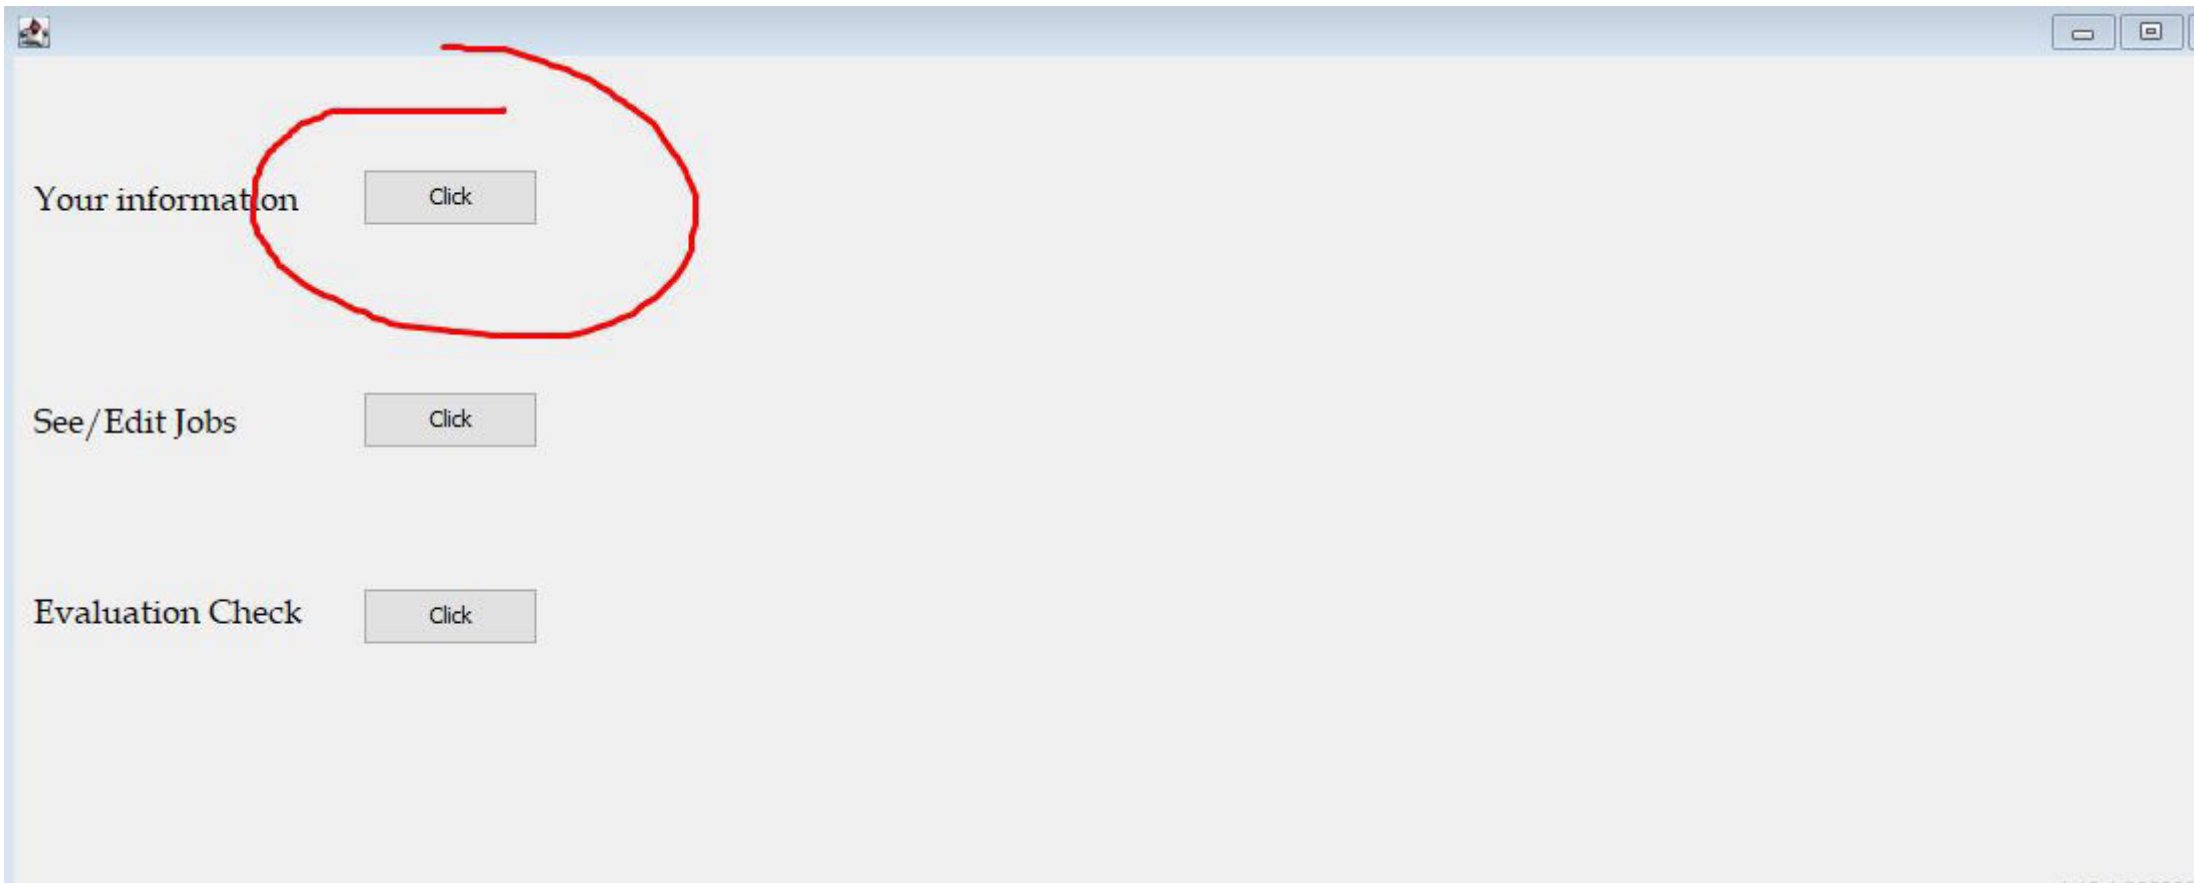 Your information Click
See/Edit Jobs Click
Evaluation Check Click